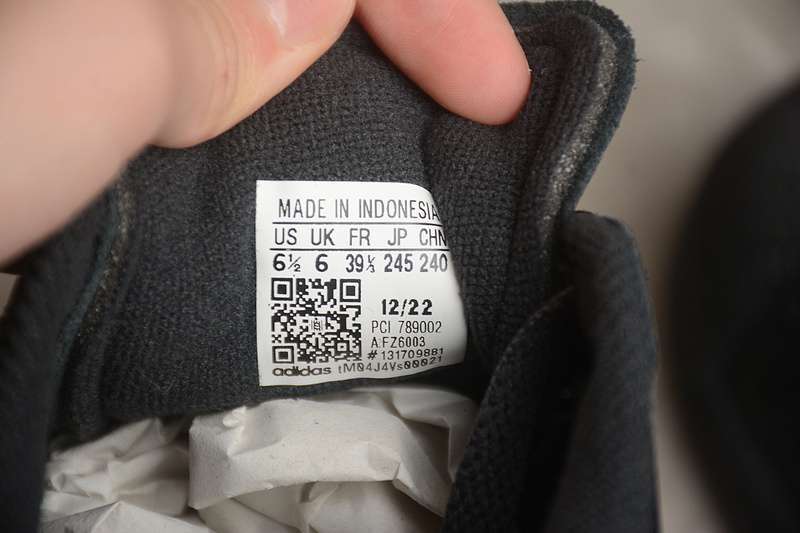 MADE IN INDONESIA
US UK FR JP CHN
6½ 6 39⅓ 245 240
12/22
PCI 789002
A.FZ6003
# 131709881
adidas tM04J4Vs00021